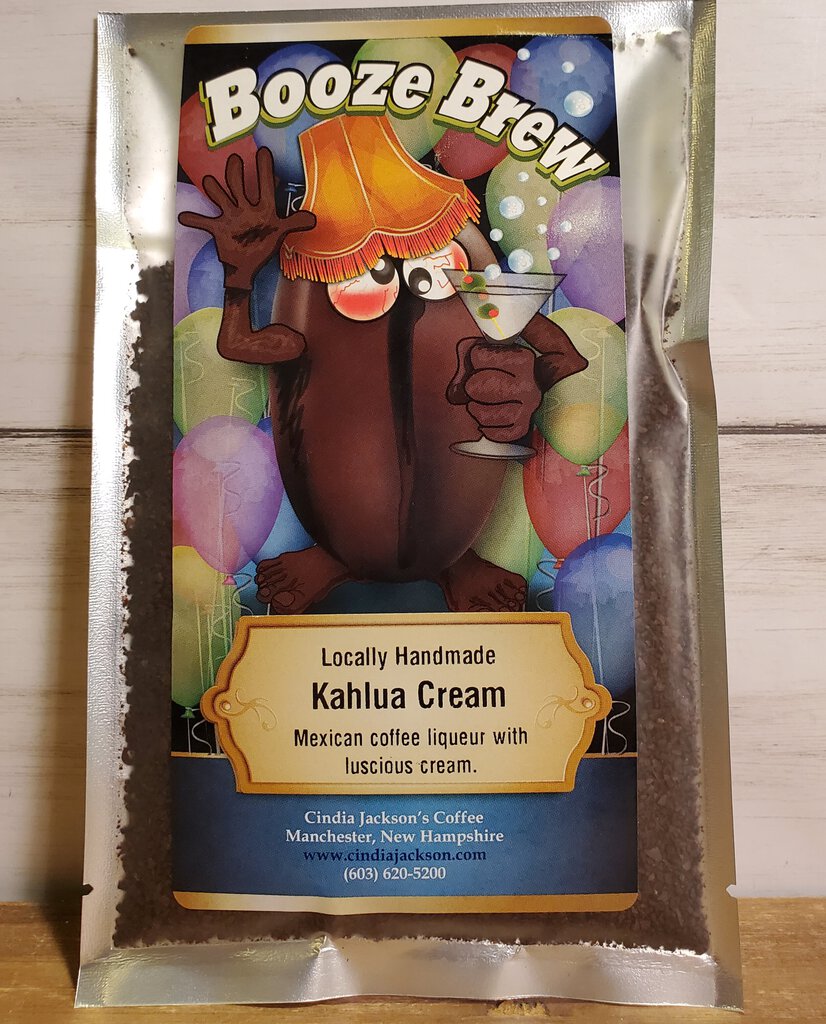 Booze Brew
Locally Handmade
Kahlua Cream
Mexican coffee liqueur with
luscious cream.
Cindia Jackson's Coffee
Manchester, New Hampshire
www.cindiajackson.com
(603) 620-5200